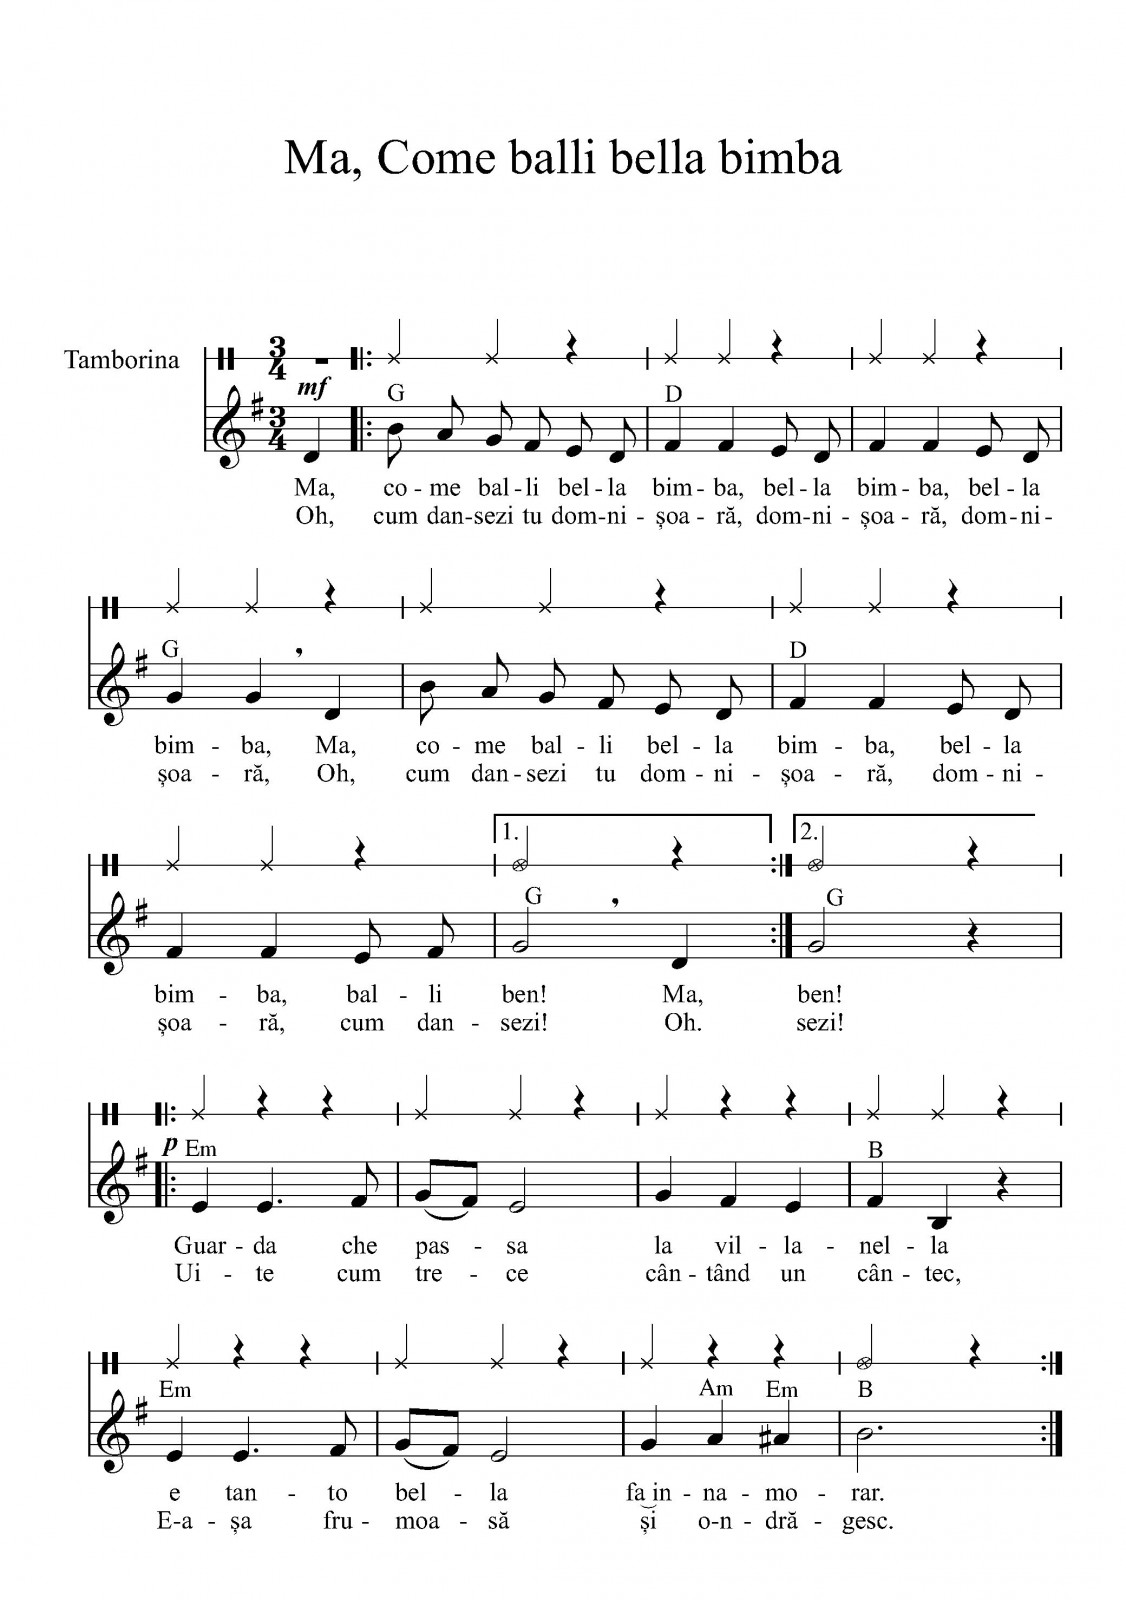 Ma, Come balli bella bimba
Tamborina
3
4
mf
G D
3
4
Ma, co - me bal - li bel - la bim - ba, bel - la bim - ba, bel - la
Oh, cum dan - sezi tu dom - ni - șoa - ră, dom - ni - șoa - ră, dom - ni -
G D
bim - ba, Ma, co - me bal - li bel - la bim - ba, bel - la
șoa - ră, Oh, cum dan - sezi tu dom - ni - șoa - ră, dom - ni -
1. 2.
G G
bim - ba, bal - li ben! Ma, ben!
șoa - ră, cum dan - sezi! Oh. sezi!
p Em B
Guar - da che pas - sa la vil - la - nel - la
Ui - te cum tre - ce cân - tând un cân - tec,
Em Am Em B
e tan - to bel - la fa‿in - na - mo - rar.
E-a - șa fru - moa - să și o-n - dră - gesc.